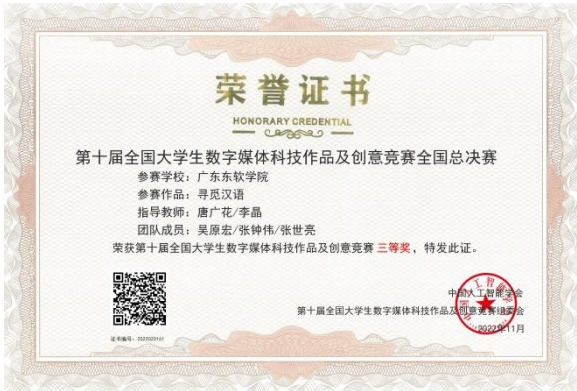 荣誉证书
HONORARY CREDENTIAL
第十届全国大学生数字媒体科技作品及创意竞赛全国总决赛
参赛学校：广东东软学院
参赛作品：寻觅汉语
指导教师：唐广花/李晶
团队成员：吴原宏/张钟伟/张世亮
荣获第十届全国大学生数字媒体科技作品及创意竞赛 三等奖，特发此证。
中国人工智能学会
第十届全国大学生数字媒体科技作品及创意竞赛组委会
2022年11月